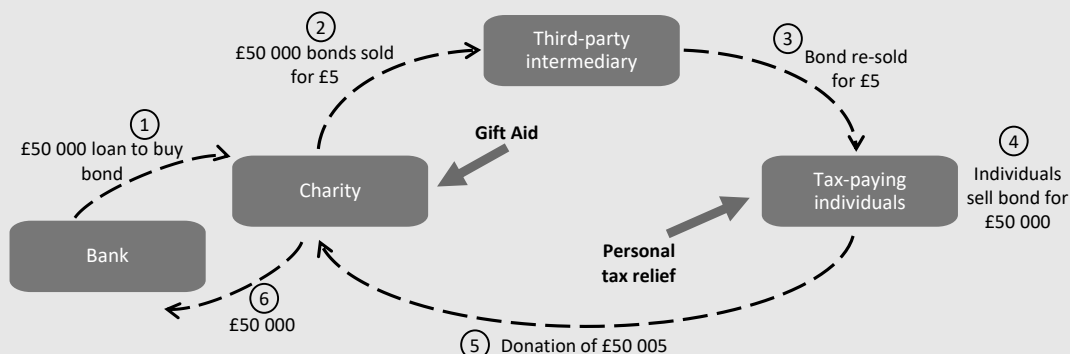 1
£50 000 loan to buy
bond
Bank
2
£50 000 bonds sold
for £5
Charity
Gift Aid
Third-party
intermediary
3
Bond re-sold
for £5
Tax-paying
individuals
Personal
tax relief
4
Individuals
sell bond for
£50 000
5 Donation of £50 005
6
£50 000